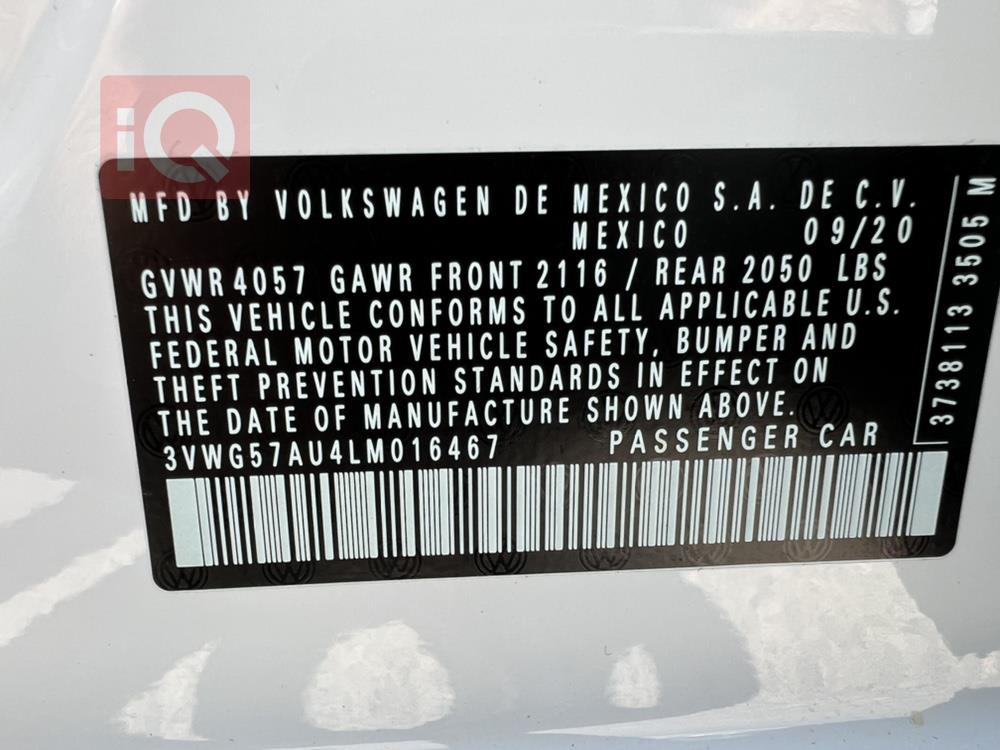 iQ
MFD BY VOLKSWAGEN DE MEXICO S.A. DE C.V.
MEXICO 09/20
GVWR 4057 GAWR FRONT 2116 / REAR 2050 LBS
THIS VEHICLE CONFORMS TO ALL APPLICABLE U.S.
FEDERAL MOTOR VEHICLE SAFETY, BUMPER AND
THEFT PREVENTION STANDARDS IN EFFECT ON
THE DATE OF MANUFACTURE SHOWN ABOVE.
3VWG57AU4LM016467 PASSENGER CAR
3738113 3505 M